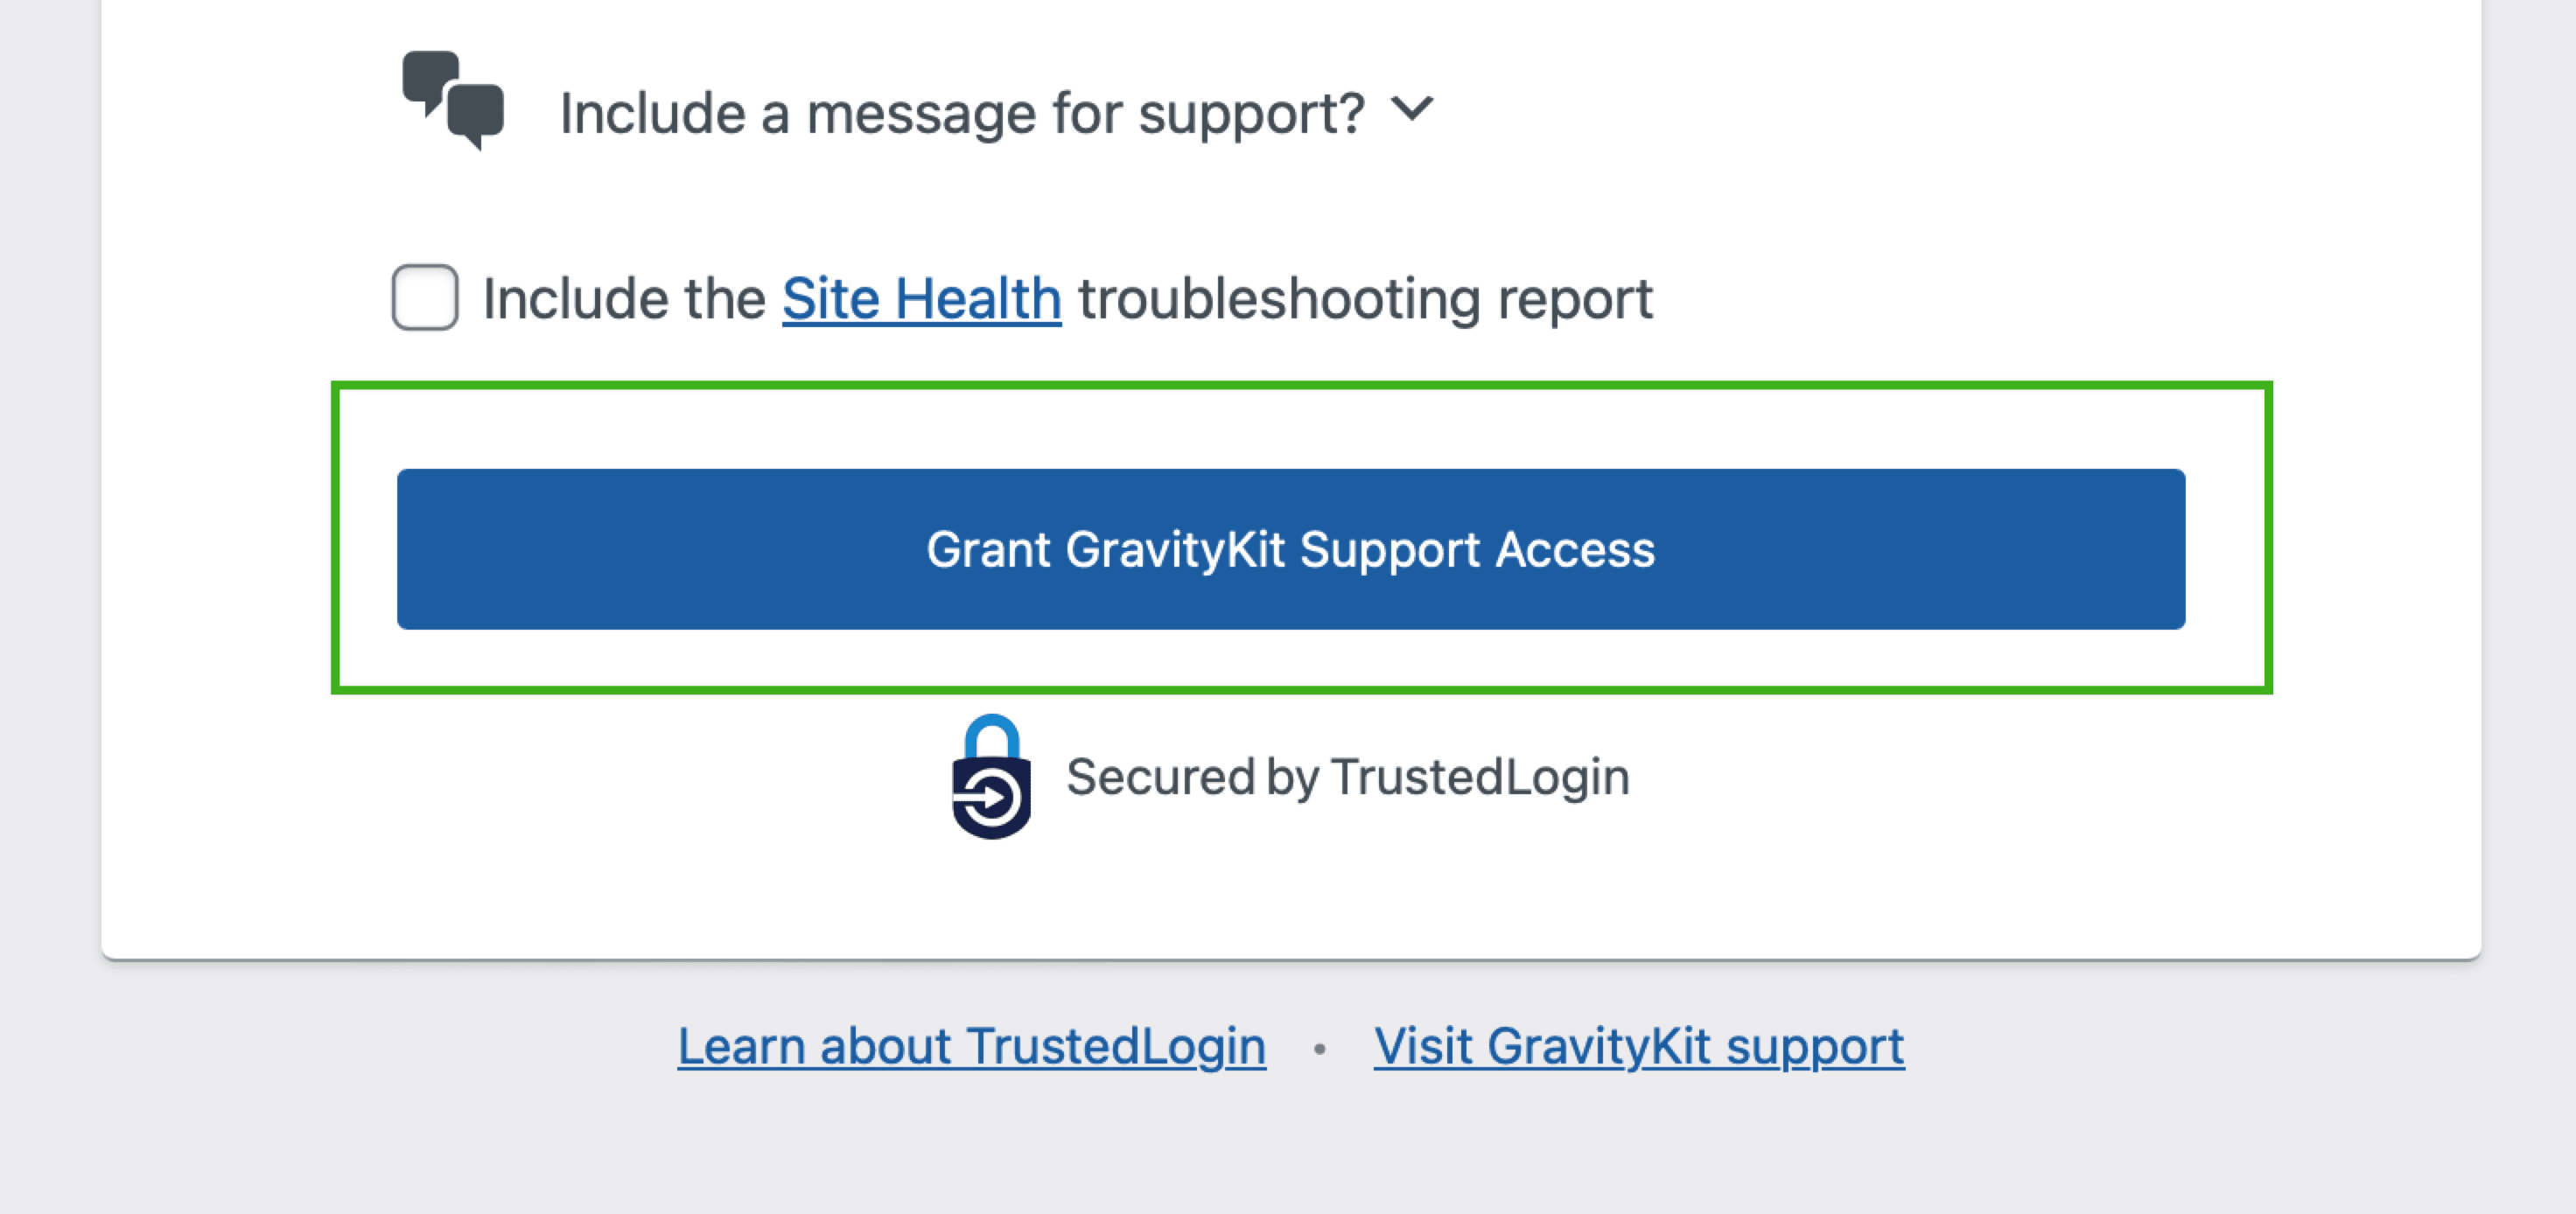 Include a message for support?
Include the Site Health troubleshooting report
Grant GravityKit Support Access
Secured by TrustedLogin
Learn about TrustedLogin • Visit GravityKit support